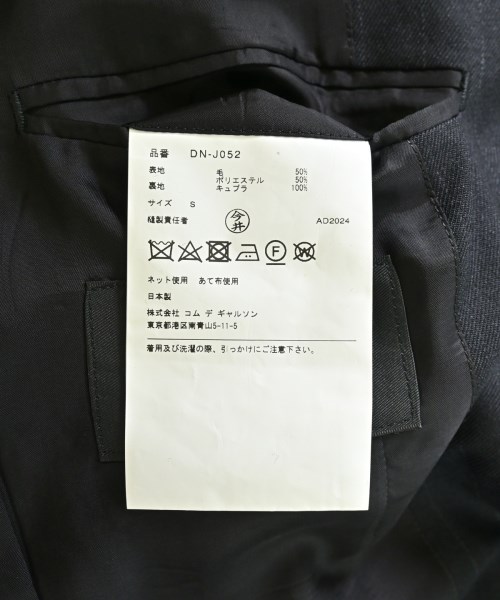 品番 DN-J052
表地 毛 50%
ポリエステル 50%
裏地 キュプラ 100%
サイズ S
縫製責任者 今井 AD2024
F W
ネット使用 あて布使用
日本製
株式会社 コム デ ギャルソン
東京都港区南青山5-11-5
着用及び洗濯の際、引っかけにご注意下さい。